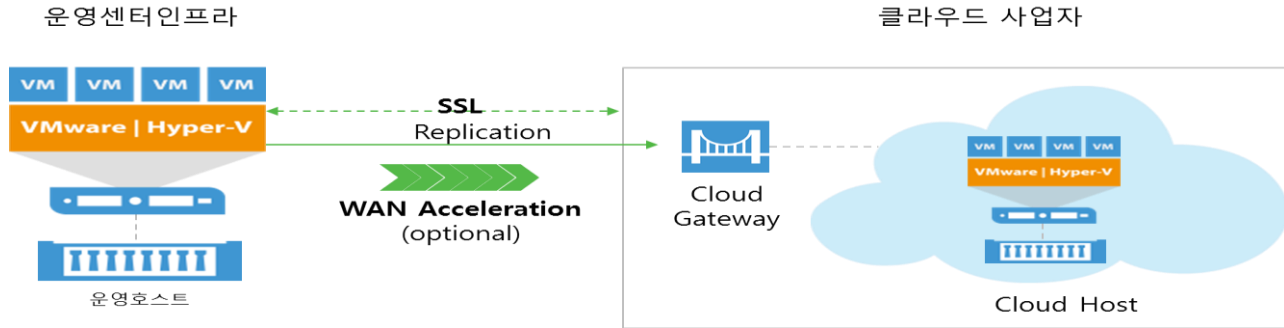 운영센터인프라
클라우드 사업자
VM VM VM VM
VMware | Hyper-V
운영호스트
SSL
Replication
WAN Acceleration
(optional)
Cloud
Gateway
VM VM VM VM
VMware | Hyper-V
Cloud Host